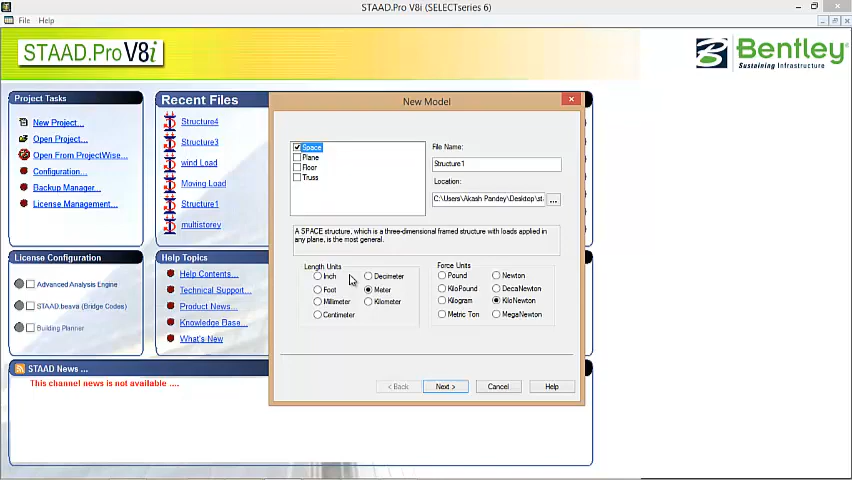 STAAD.Pro V8i (SELECTseries 6)
File Help
STAAD.Pro V8i
Bentley
Sustaining Infrastructure
Project Tasks
New Project...
Open Project...
Open From ProjectWise...
Configuration...
Backup Manager...
License Management...
Recent Files
Structure4
Structure3
wind Load
Moving Load
Structure1
multistorey
License Configuration
Advanced Analysis Engine
STAAD.beava (Bridge Codes)
Building Planner
Help Topics
Help Contents...
Technical Support...
Product News...
Knowledge Base...
What's New
STAAD News ...
This channel news is not available ....
New Model
Space
Plane
Floor
Truss
File Name:
Structure1
Location:
C:\Users\Akash Pandey\Desktop\st
...
A SPACE structure, which is a three-dimensional framed structure with loads applied in
any plane, is the most general.
Length Units
Inch Decimeter
Foot Meter
Millimeter Kilometer
Centimeter
Force Units
Pound Newton
KiloPound DecaNewton
Kilogram KiloNewton
Metric Ton MegaNewton
< Back Next > Cancel Help